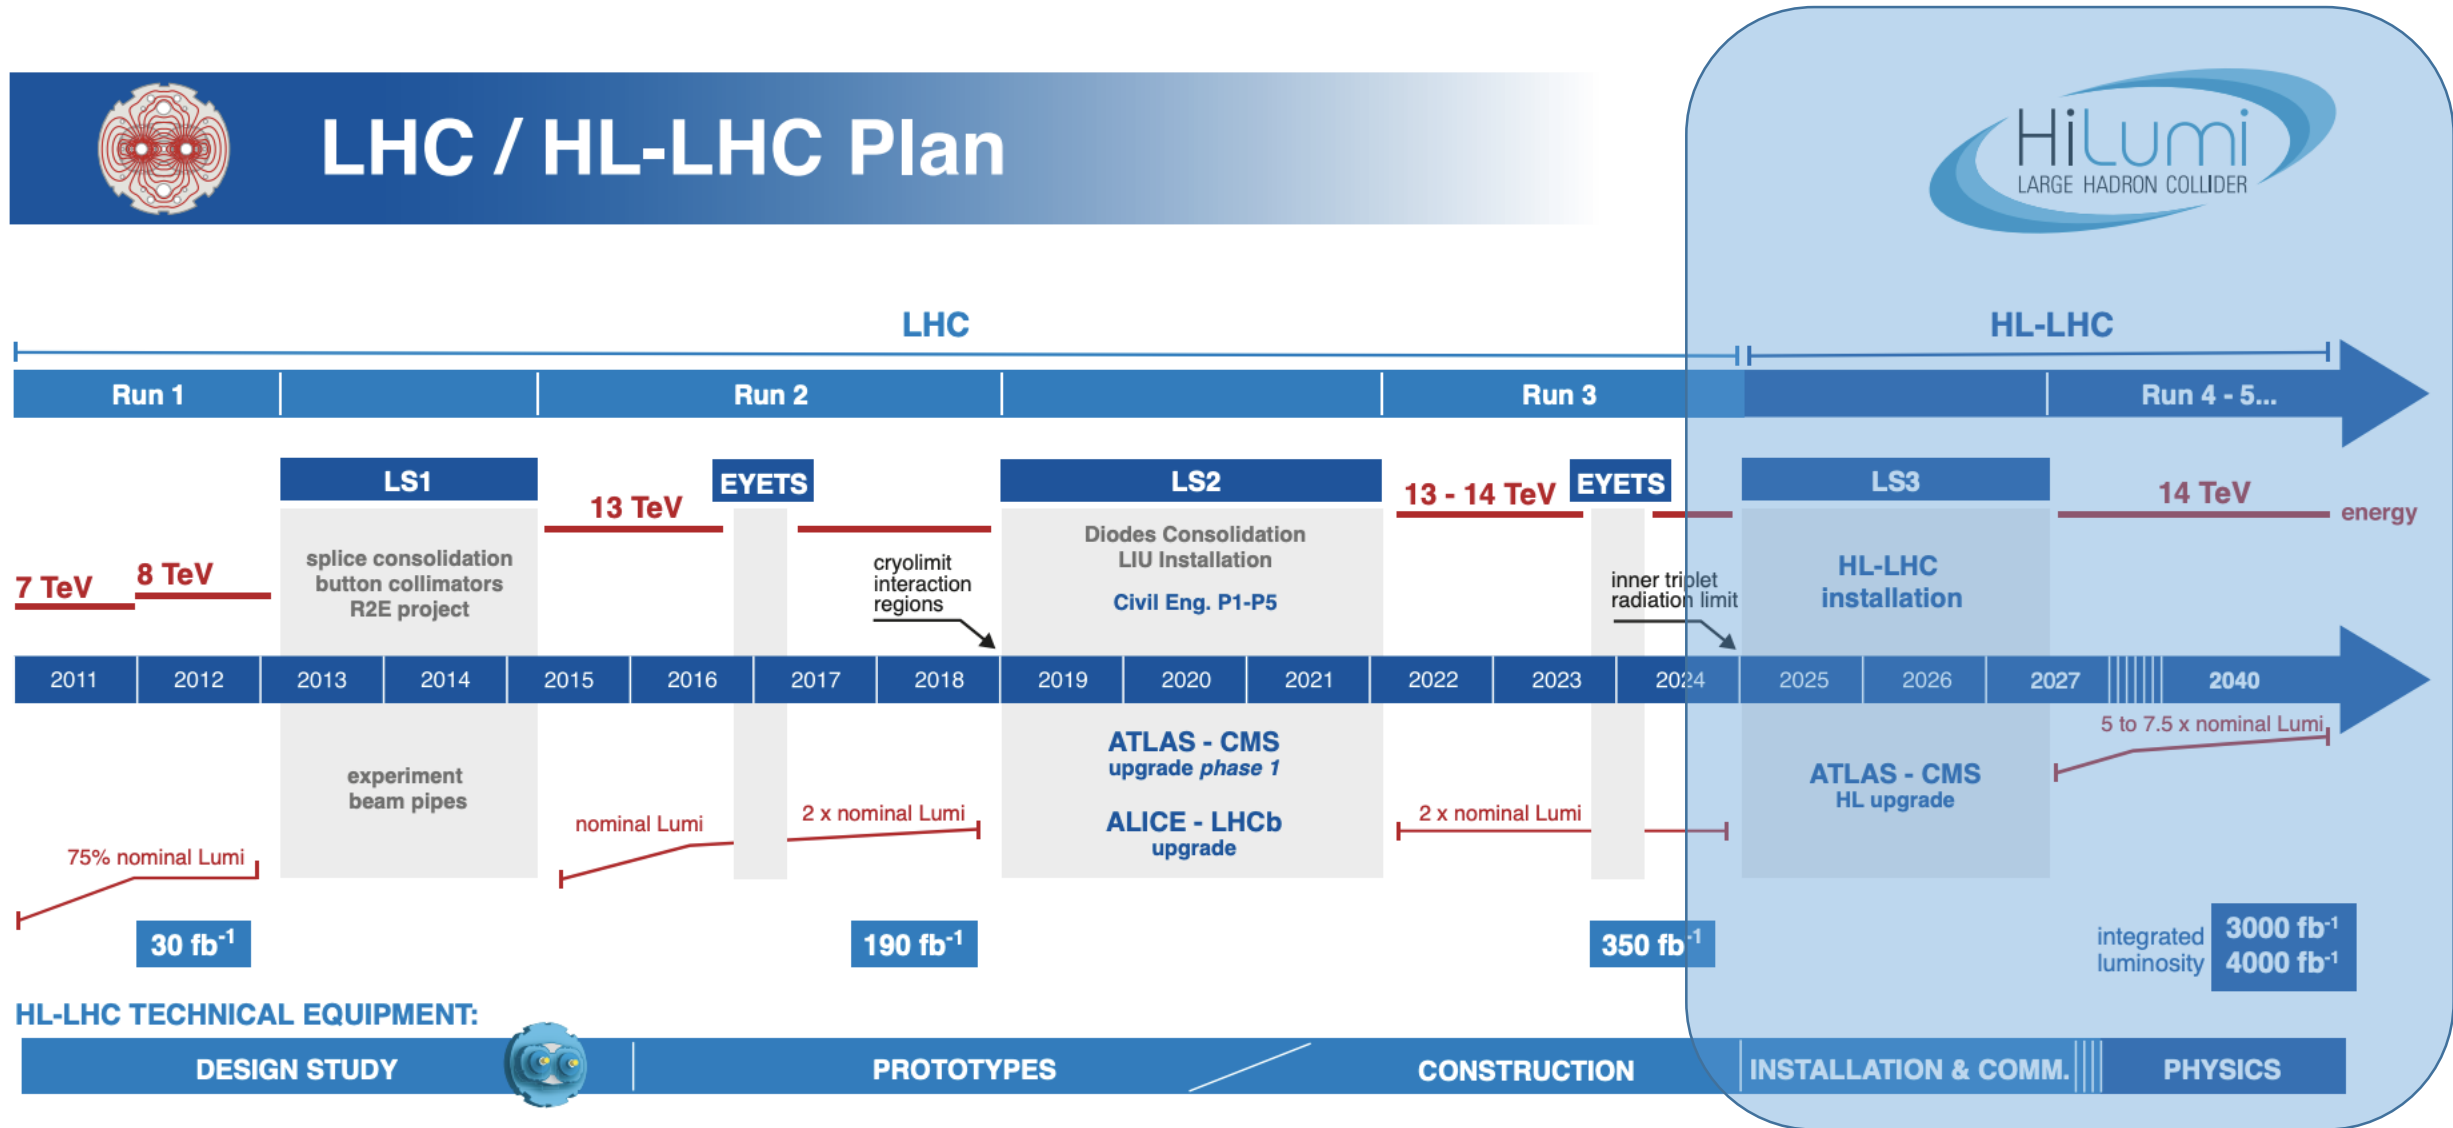 LHC / HL-LHC Plan
HiLumi
LARGE HADRON COLLIDER
LHC
HL-LHC
Run 1
Run 2
Run 3
Run 4 - 5...
LS1
EYETS
LS2
EYETS
LS3
13 TeV
13 - 14 TeV
14 TeV
energy
7 TeV
8 TeV
splice consolidation
button collimators
R2E project
cryolimit
interaction
regions
Diodes Consolidation
LIU Installation
Civil Eng. P1-P5
inner triplet
radiation limit
HL-LHC
installation
2011
2012
2013
2014
2015
2016
2017
2018
2019
2020
2021
2022
2023
2024
2025
2026
2027
2040
5 to 7.5 x nominal Lumi
experiment
beam pipes
ATLAS - CMS
upgrade phase 1
ALICE - LHCb
upgrade
ATLAS - CMS
HL upgrade
75% nominal Lumi
nominal Lumi
2 x nominal Lumi
2 x nominal Lumi
30 fb-1
190 fb-1
350 fb-1
integrated
luminosity
3000 fb-1
4000 fb-1
HL-LHC TECHNICAL EQUIPMENT:
DESIGN STUDY
PROTOTYPES
CONSTRUCTION
INSTALLATION & COMM.
PHYSICS